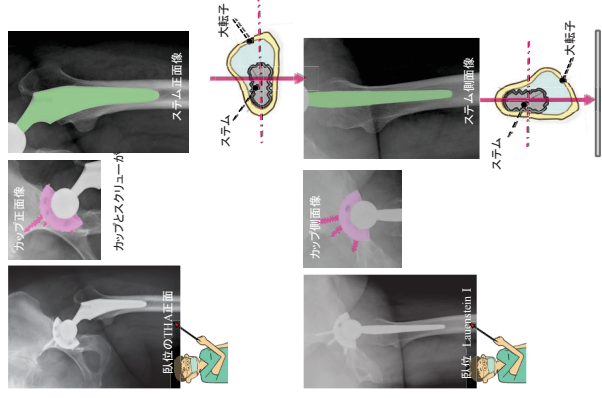 臥位のTHA正面
カップ正面像
カップとスクリューが
ステム正面像
ステム
大転子
臥位 Lauenstein I
カップ側面像
ステム側面像
ステム
大転子